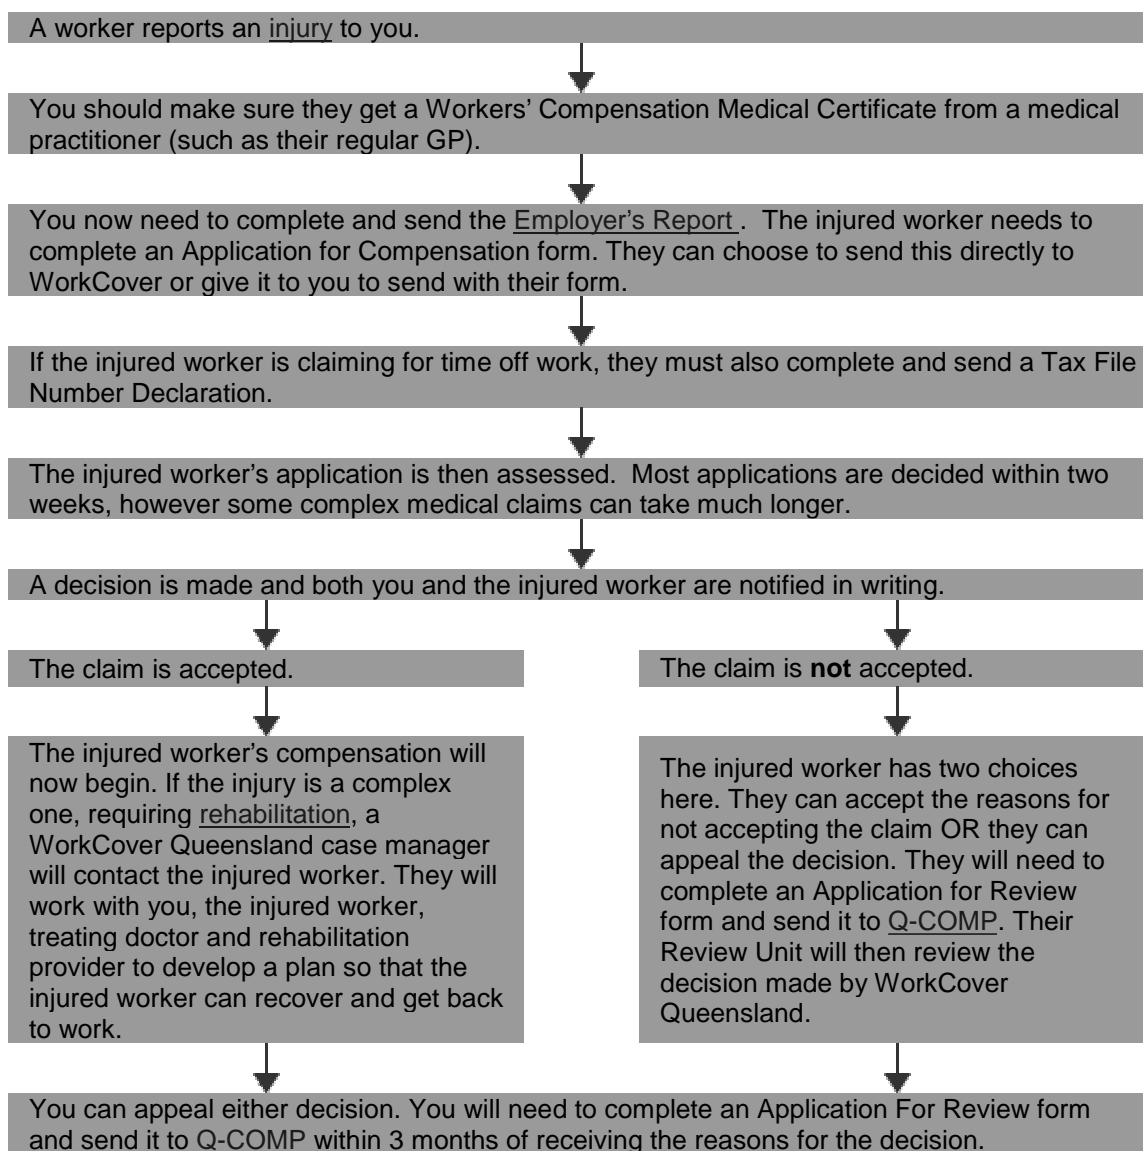 A worker reports an injury to you.
You should make sure they get a Workers' Compensation Medical Certificate from a medical
practitioner (such as their regular GP).
You now need to complete and send the Employer's Report .  The injured worker needs to
complete an Application for Compensation form. They can choose to send this directly to
WorkCover or give it to you to send with their form.
If the injured worker is claiming for time off work, they must also complete and send a Tax File
Number Declaration.
The injured worker's application is then assessed.  Most applications are decided within two
weeks, however some complex medical claims can take much longer.
A decision is made and both you and the injured worker are notified in writing.
The claim is accepted.
The injured worker's compensation will
now begin. If the injury is a complex
one, requiring rehabilitation, a
WorkCover Queensland case manager
will contact the injured worker. They will
work with you, the injured worker,
treating doctor and rehabilitation
provider to develop a plan so that the
injured worker can recover and get back
to work.
The claim is not accepted.
The injured worker has two choices
here. They can accept the reasons for
not accepting the claim OR they can
appeal the decision. They will need to
complete an Application for Review
form and send it to Q-COMP. Their
Review Unit will then review the
decision made by WorkCover
Queensland.
You can appeal either decision. You will need to complete an Application For Review form
and send it to Q-COMP within 3 months of receiving the reasons for the decision.